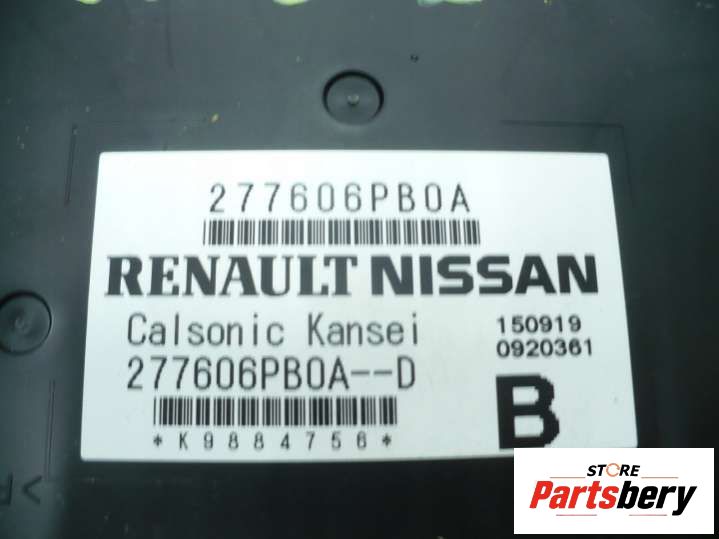 277606PB0A
RENAULT NISSAN
Calsonic Kansei 150919
277606PB0A--D 0920361
*K9884756* B
STORE
Partsbery